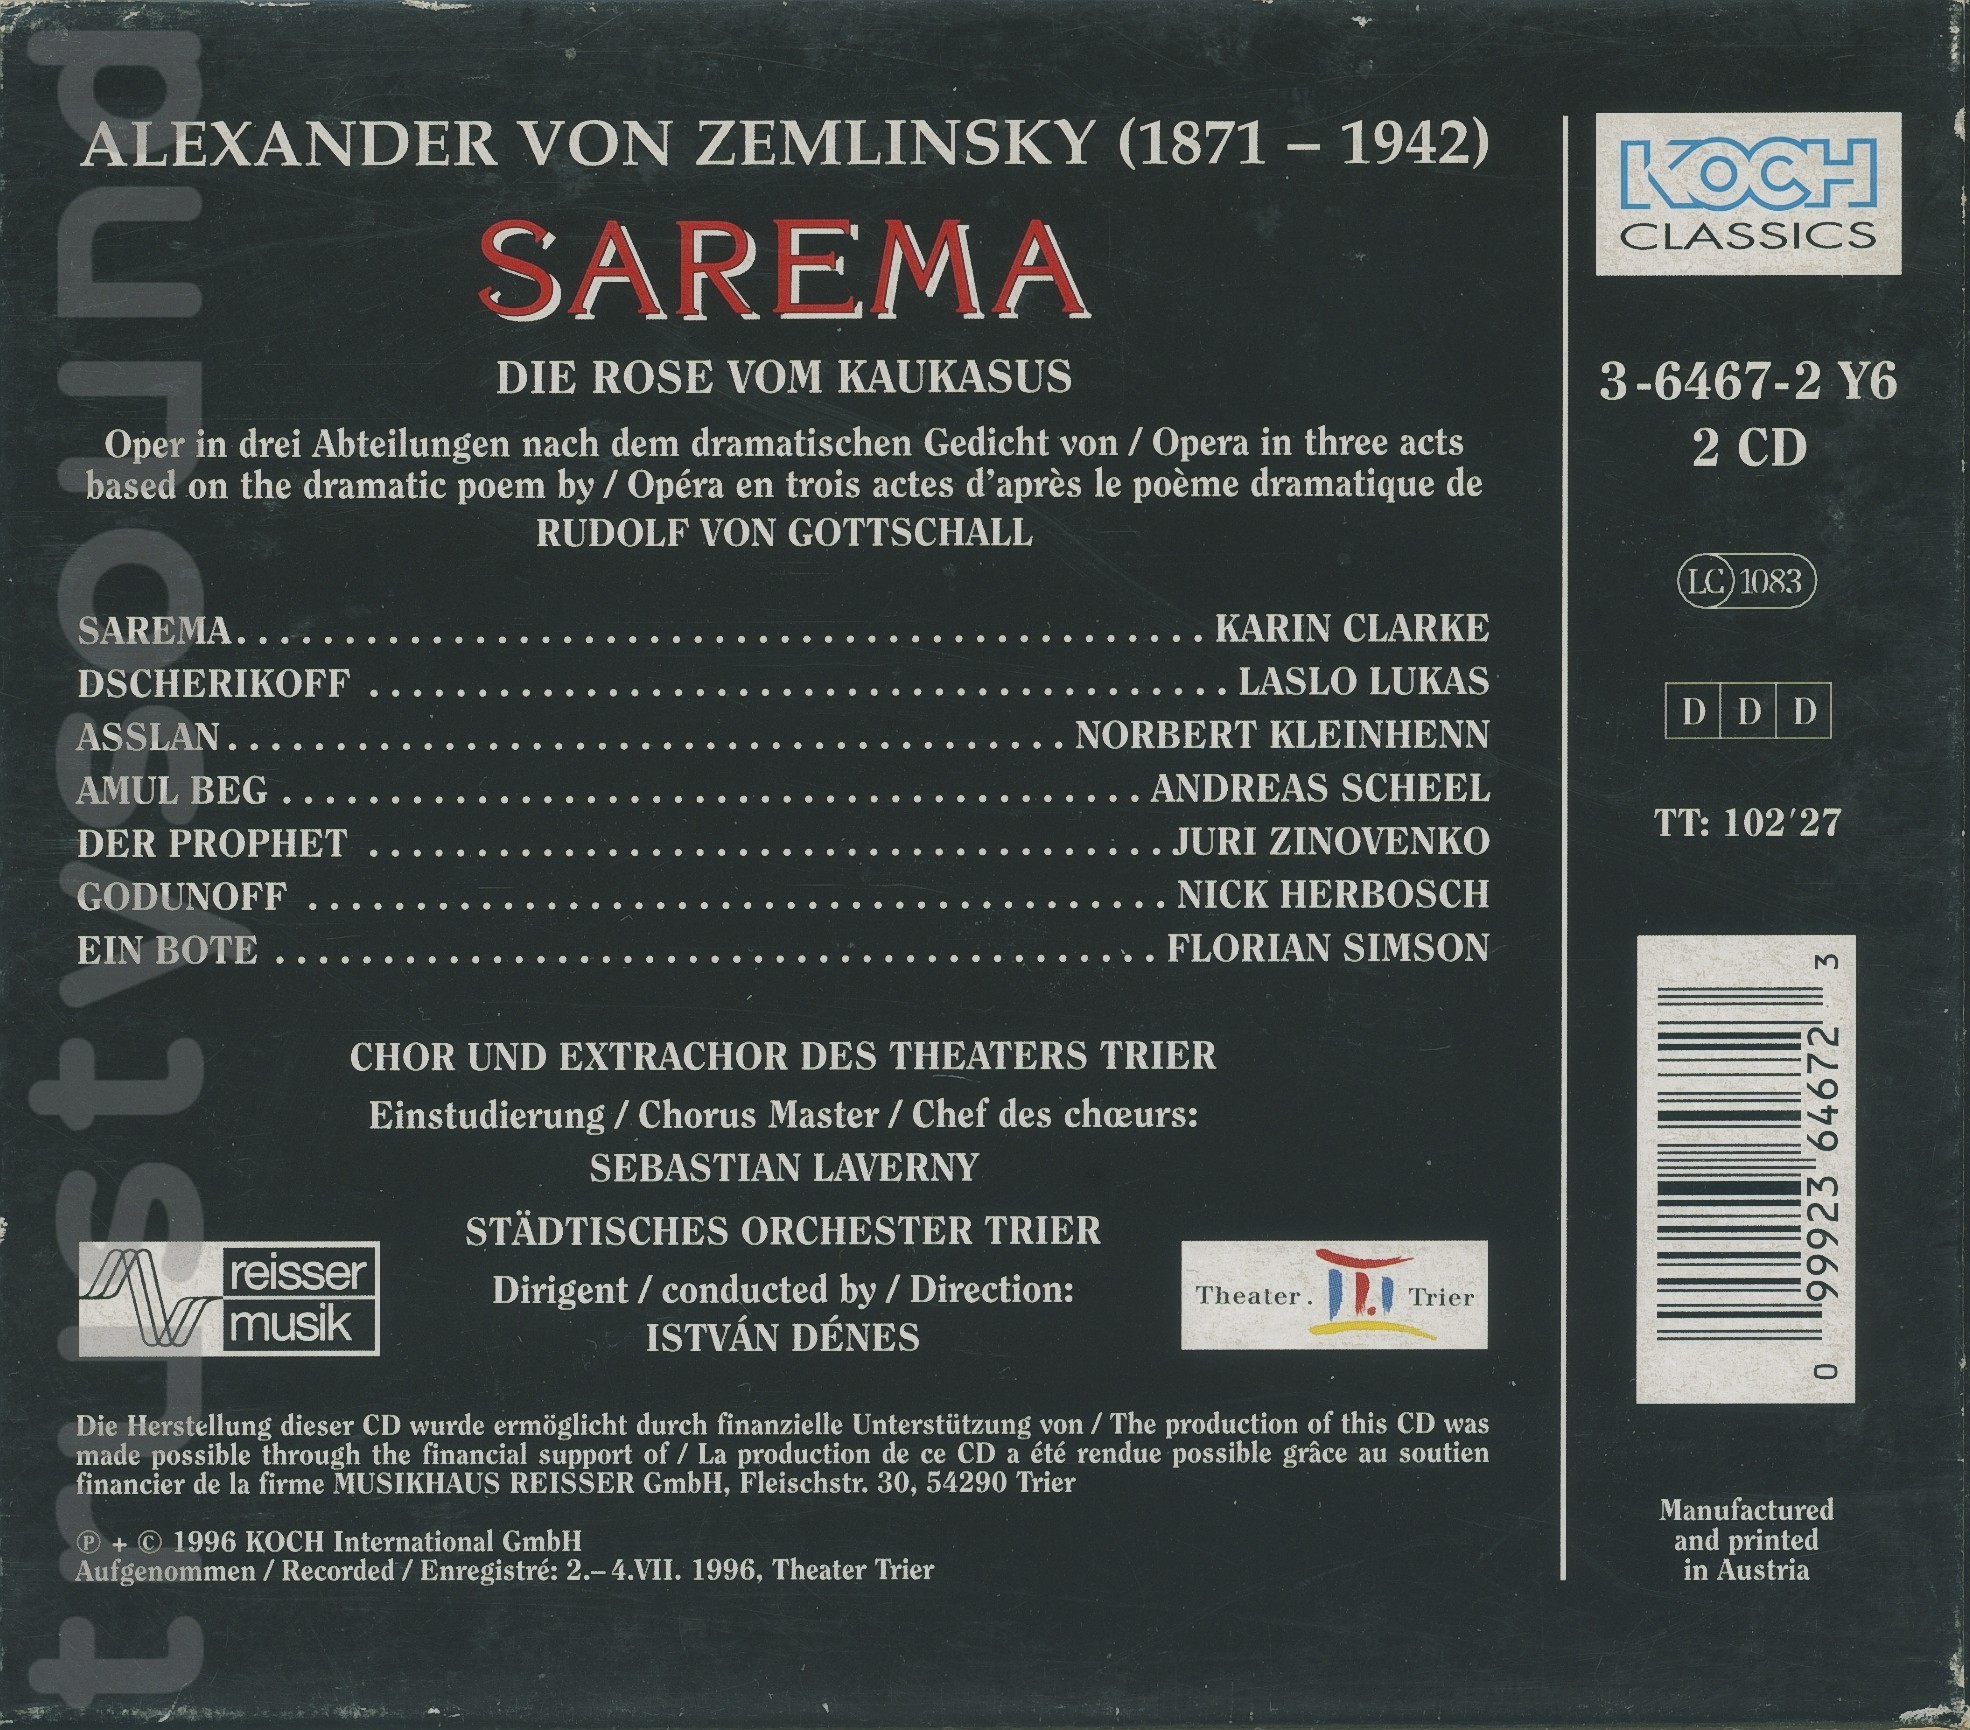 ALEXANDER VON ZEMLINSKY (1871 – 1942)
SAREMA
DIE ROSE VOM KAUKASUS
Oper in drei Abteilungen nach dem dramatischen Gedicht von / Opera in three acts
based on the dramatic poem by / Opéra en trois actes d'après le poème dramatique de
RUDOLF VON GOTTSCHALL
SAREMA........................................KARIN CLARKE
DSCHERIKOFF ....................................LASLO LUKAS
ASSLAN...................................NORBERT KLEINHENN
AMUL BEG ....................................ANDREAS SCHEEL
DER PROPHET .................................JURI ZINOVENKO
GODUNOFF ....................................NICK HERBOSCH
EIN BOTE .....................................FLORIAN SIMSON
CHOR UND EXTRACHOR DES THEATERS TRIER
Einstudierung / Chorus Master / Chef des chœurs:
SEBASTIAN LAVERNY
STÄDTISCHES ORCHESTER TRIER
Dirigent / conducted by / Direction:
ISTVÁN DÉNES
reisser
musik
Theater. Trier
Die Herstellung dieser CD wurde ermöglicht durch finanzielle Unterstützung von / The production of this CD was
made possible through the financial support of / La production de ce CD a été rendue possible grâce au soutien
financier de la firme MUSIKHAUS REISSER GmbH, Fleischstr. 30, 54290 Trier
℗ + © 1996 KOCH International GmbH
Aufgenommen / Recorded / Enregistré: 2.– 4.VII. 1996, Theater Trier
KOCH
CLASSICS
3-6467-2 Y6
2 CD
LC 1083
D D D
TT: 102'27
0 99923 64672 3
Manufactured
and printed
in Austria
tr!stvsound